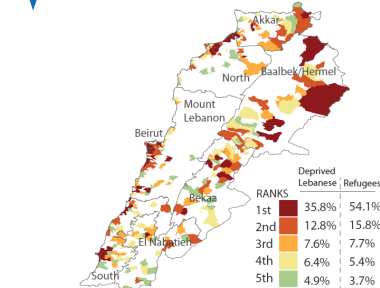 Akkar
North
Baalbek/Hermel
Mount
Lebanon
Beirut
Bekaa
El Nabatieh
South
Deprived
Lebanese
Refugees
RANKS
1st 35.8% 54.1%
2nd 12.8% 15.8%
3rd 7.6% 7.7%
4th 6.4% 5.4%
5th 4.9% 3.7%